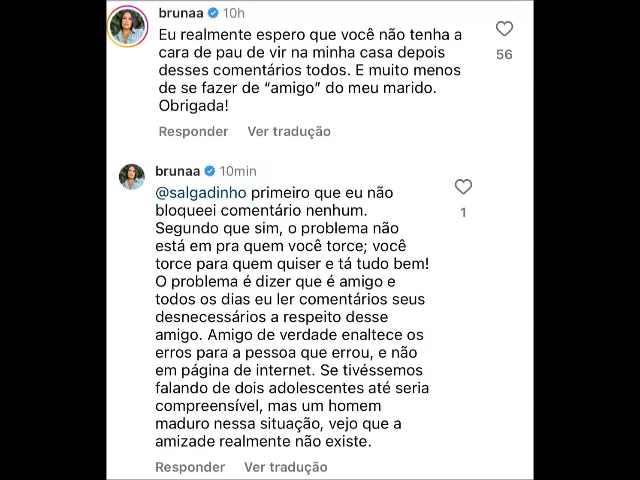 brunaa 10h
Eu realmente espero que você não tenha a
cara de pau de vir na minha casa depois
desses comentários todos. E muito menos
de se fazer de “amigo” do meu marido.
Obrigada!
56
Responder Ver tradução
brunaa 10min
@salgadinho primeiro que eu não
bloqueei comentário nenhum.
Segundo que sim, o problema não
está em pra quem você torce; você
torce para quem quiser e tá tudo bem!
O problema é dizer que é amigo e
todos os dias eu ler comentários seus
desnecessários a respeito desse
amigo. Amigo de verdade enaltece os
erros para a pessoa que errou, e não
em página de internet. Se tivéssemos
falando de dois adolescentes até seria
compreensível, mas um homem
maduro nessa situação, vejo que a
amizade realmente não existe.
1
Responder Ver tradução